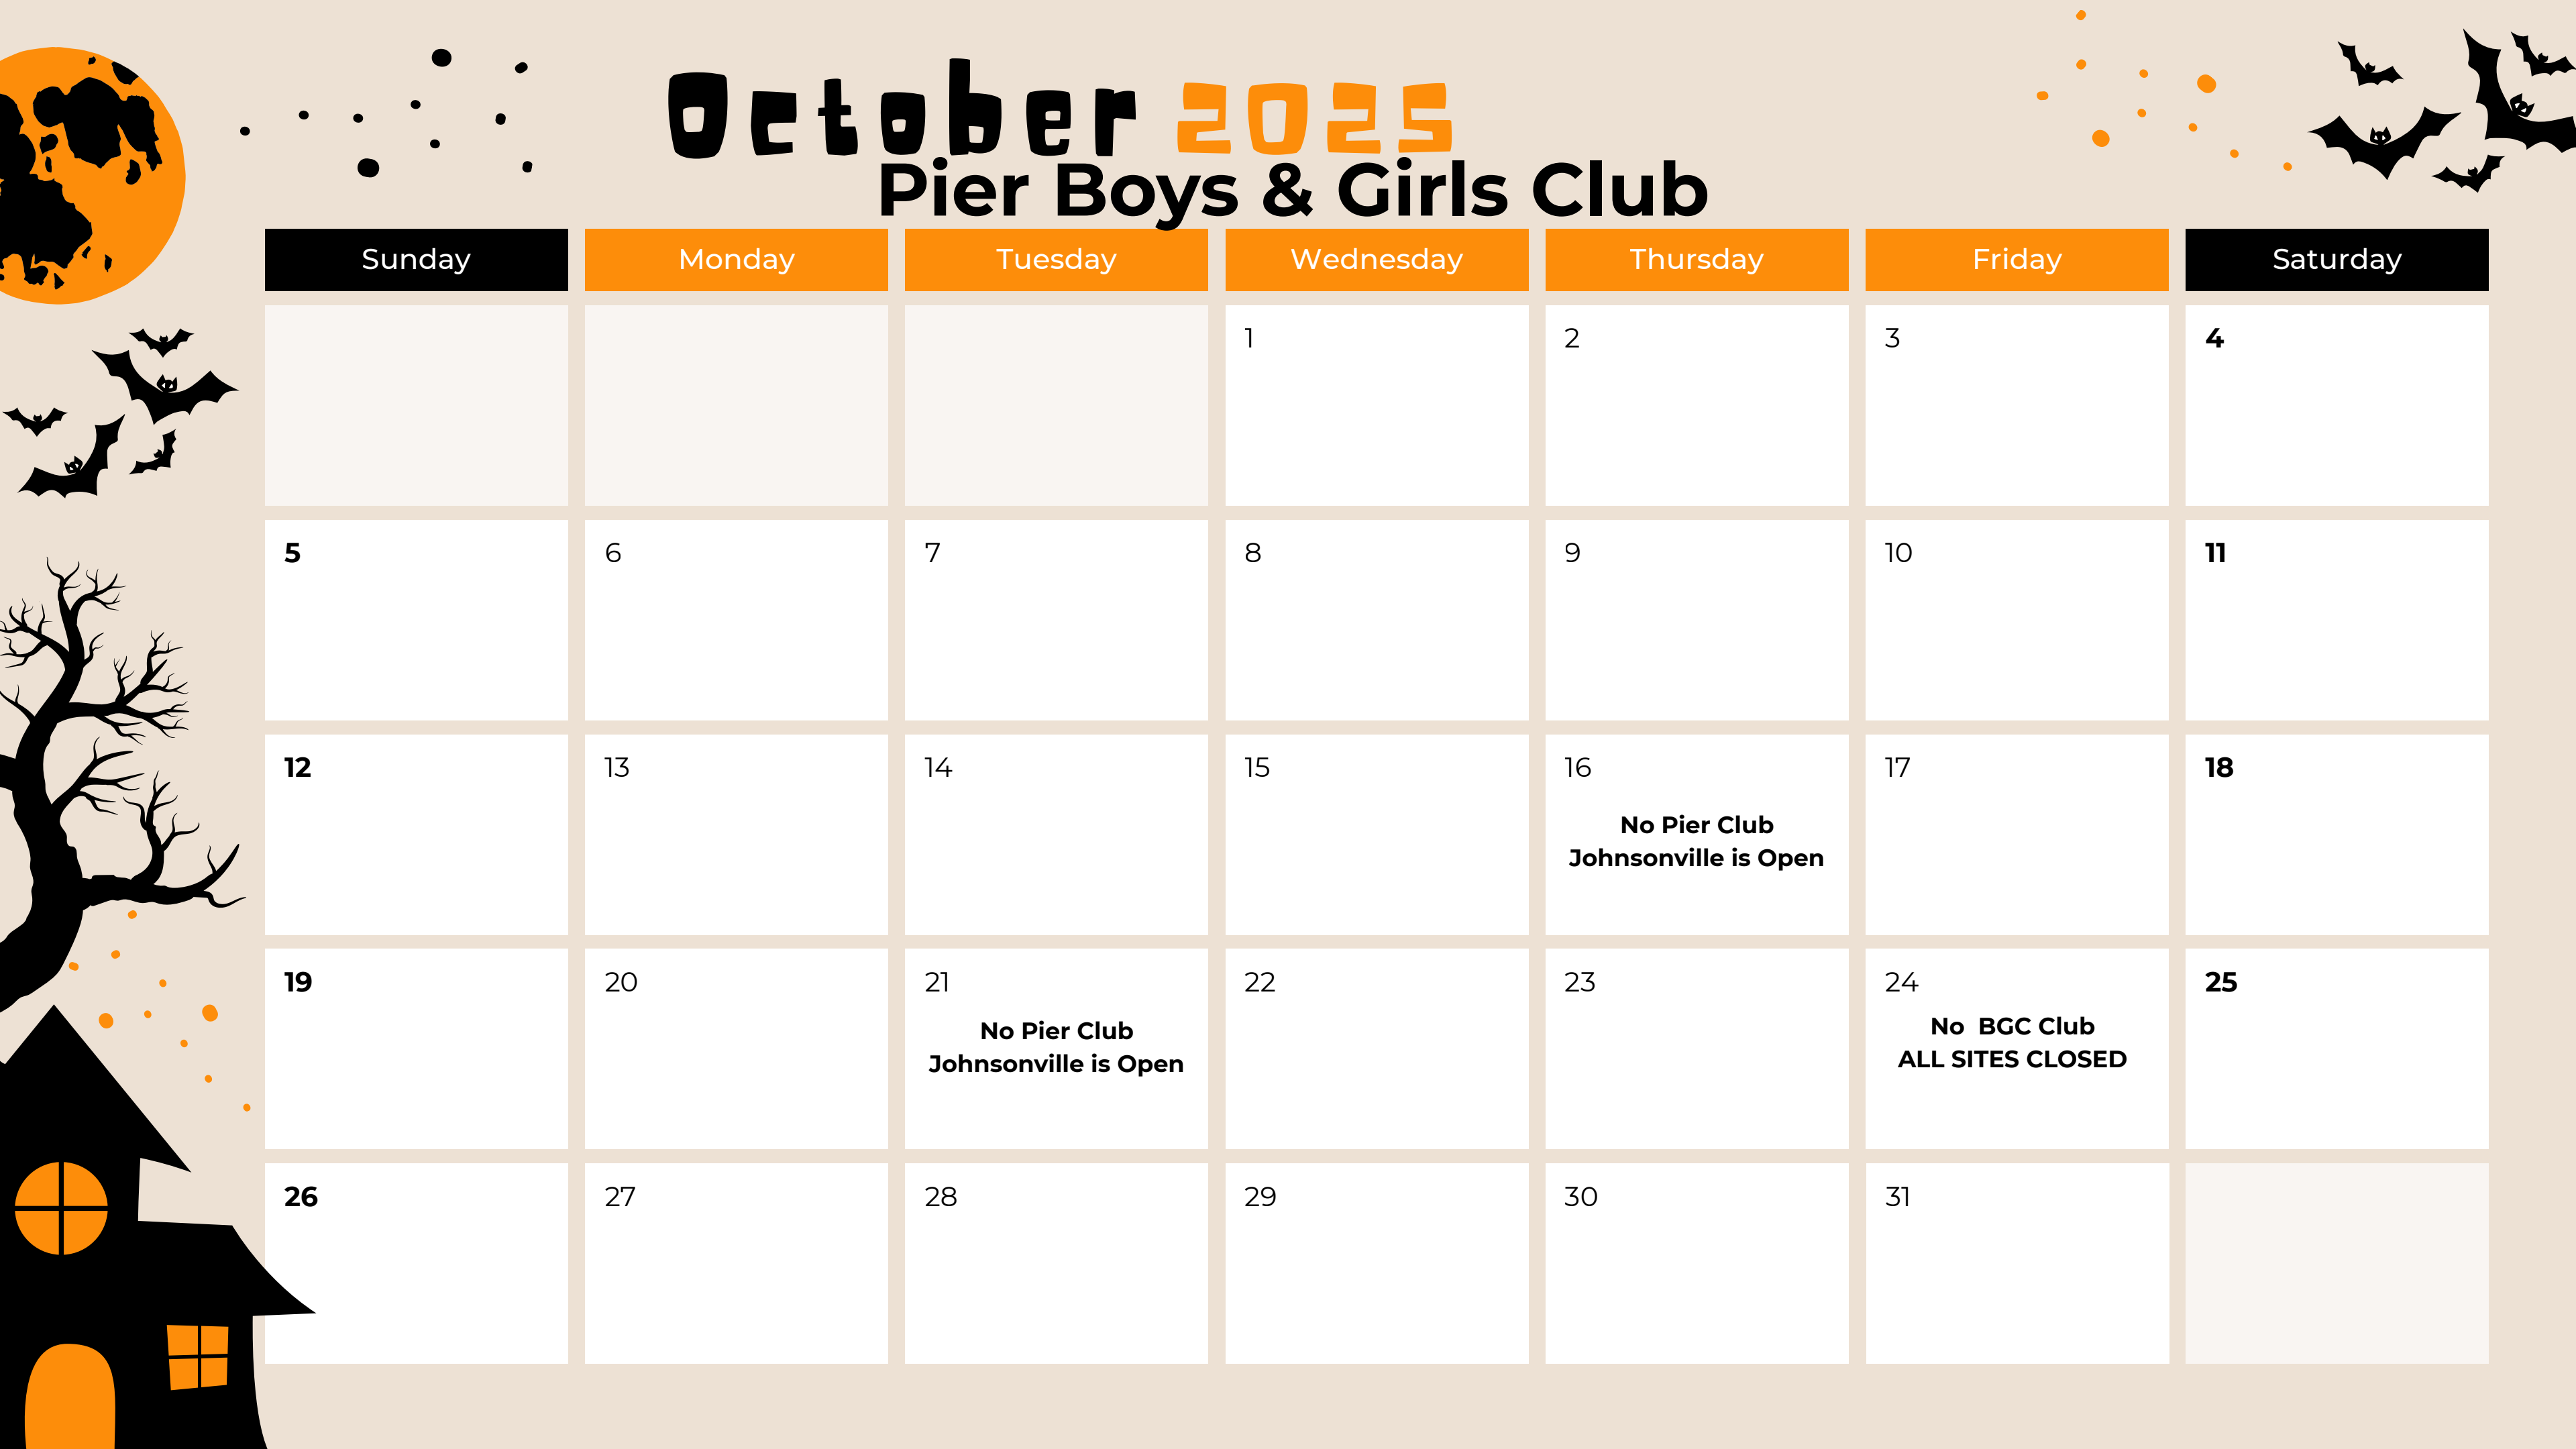 October 2025
Pier Boys & Girls Club
Sunday Monday Tuesday Wednesday Thursday Friday Saturday
1 2 3 4
5 6 7 8 9 10 11
12 13 14 15 16 17 18
No Pier Club
Johnsonville is Open
19 20 21 22 23 24 25
No Pier Club
Johnsonville is Open
No BGC Club
ALL SITES CLOSED
26 27 28 29 30 31